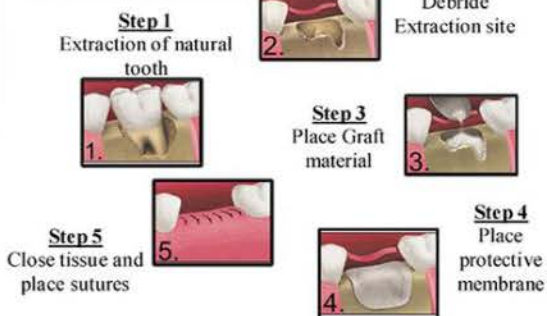 Step 1
Extraction of natural
tooth
1.
Debride
Extraction site
2.
Step 3
Place Graft
material
3.
Step 4
Place
protective
membrane
4.
Step 5
Close tissue and
place sutures
5.